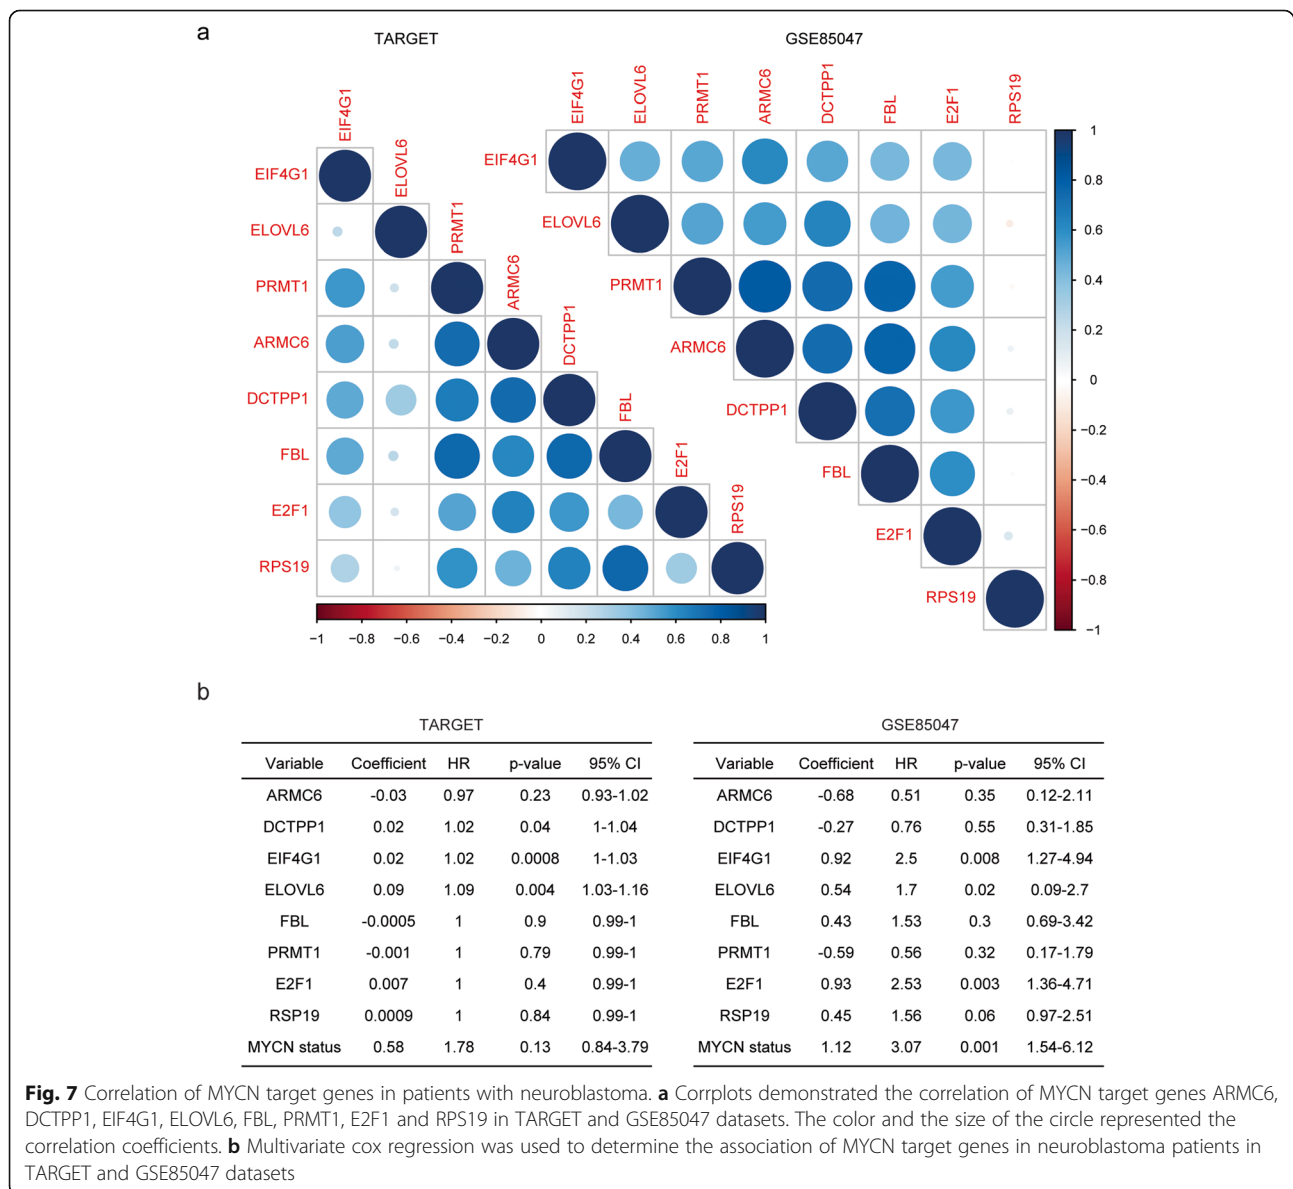 a
TARGET
GSE85047
EIF4G1
ELOVL6
PRMT1
ARMC6
DCTPP1
FBL
E2F1
RPS19
EIF4G1
ELOVL6
PRMT1
ARMC6
DCTPP1
FBL
E2F1
RPS19
−1 −0.8 −0.6 −0.4 −0.2 0 0.2 0.4 0.6 0.8 1
EIF4G1
ELOVL6
PRMT1
ARMC6
DCTPP1
FBL
E2F1
RPS19
EIF4G1
ELOVL6
PRMT1
ARMC6
DCTPP1
FBL
E2F1
RPS19
1
0.8
0.6
0.4
0.2
0
−0.2
−0.4
−0.6
−0.8
−1
b
TARGET
Variable Coefficient HR p-value 95% CI
ARMC6 -0.03 0.97 0.23 0.93-1.02
DCTPP1 0.02 1.02 0.04 1-1.04
EIF4G1 0.02 1.02 0.0008 1-1.03
ELOVL6 0.09 1.09 0.004 1.03-1.16
FBL -0.0005 1 0.9 0.99-1
PRMT1 -0.001 1 0.79 0.99-1
E2F1 0.007 1 0.4 0.99-1
RSP19 0.0009 1 0.84 0.99-1
MYCN status 0.58 1.78 0.13 0.84-3.79
GSE85047
Variable Coefficient HR p-value 95% CI
ARMC6 -0.68 0.51 0.35 0.12-2.11
DCTPP1 -0.27 0.76 0.55 0.31-1.85
EIF4G1 0.92 2.5 0.008 1.27-4.94
ELOVL6 0.54 1.7 0.02 0.09-2.7
FBL 0.43 1.53 0.3 0.69-3.42
PRMT1 -0.59 0.56 0.32 0.17-1.79
E2F1 0.93 2.53 0.003 1.36-4.71
RSP19 0.45 1.56 0.06 0.97-2.51
MYCN status 1.12 3.07 0.001 1.54-6.12
Fig. 7 Correlation of MYCN target genes in patients with neuroblastoma. a Corrplots demonstrated the correlation of MYCN target genes ARMC6,
DCTPP1, EIF4G1, ELOVL6, FBL, PRMT1, E2F1 and RPS19 in TARGET and GSE85047 datasets. The color and the size of the circle represented the
correlation coefficients. b Multivariate cox regression was used to determine the association of MYCN target genes in neuroblastoma patients in
TARGET and GSE85047 datasets